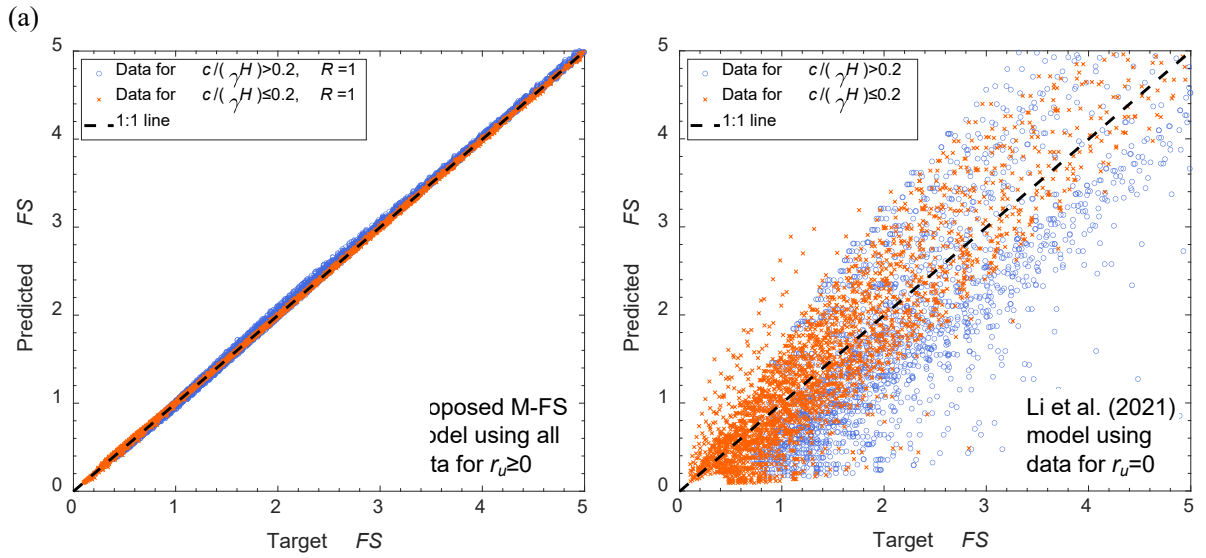 (a)
5
4
3
2
1
0
Predicted FS
Data for c/(γH)>0.2, R=1
Data for c/(γH)≤0.2, R=1
1:1 line
oposed M-FS
odel using all
ta for ru≥0
0 1 2 3 4 5
Target FS
5
4
3
2
1
0
Predicted FS
Data for c/(γH)>0.2
Data for c/(γH)≤0.2
1:1 line
Li et al. (2021)
model using
data for ru=0
0 1 2 3 4 5
Target FS